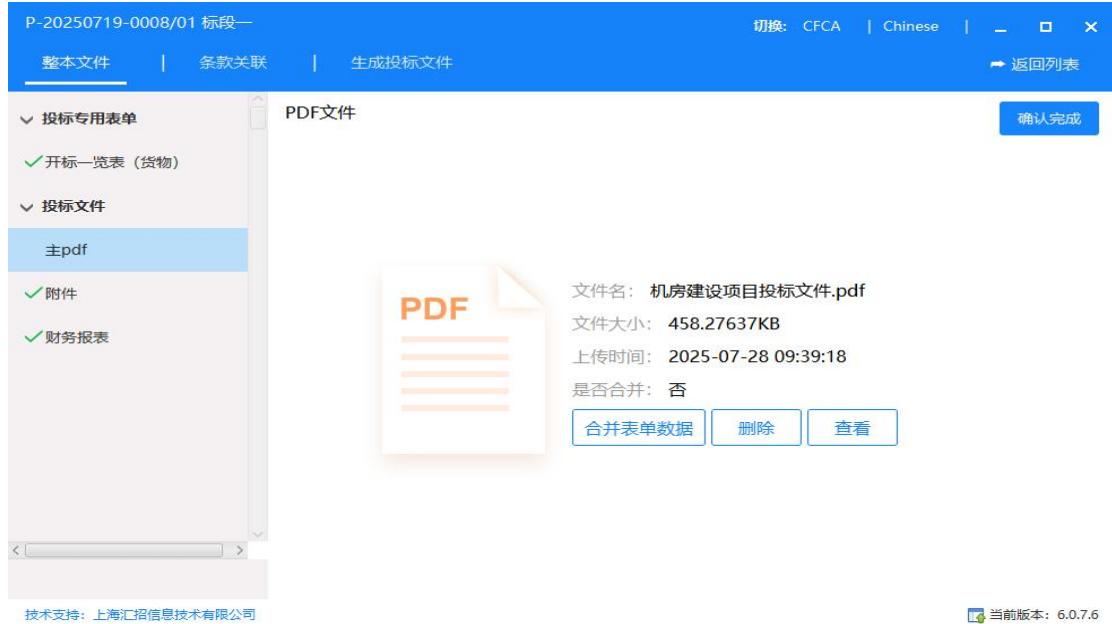 P-20250719-0008/01 标段一
切换: CFCA | Chinese |
整本文件 | 条款关联 | 生成投标文件
返回列表
投标专用表单
开标一览表（货物）
投标文件
主pdf
附件
财务报表
PDF文件
确认完成
PDF
文件名： 机房建设项目投标文件.pdf
文件大小： 458.27637KB
上传时间： 2025-07-28 09:39:18
是否合并： 否
合并表单数据 删除 查看
技术支持：上海汇招信息技术有限公司
当前版本：6.0.7.6